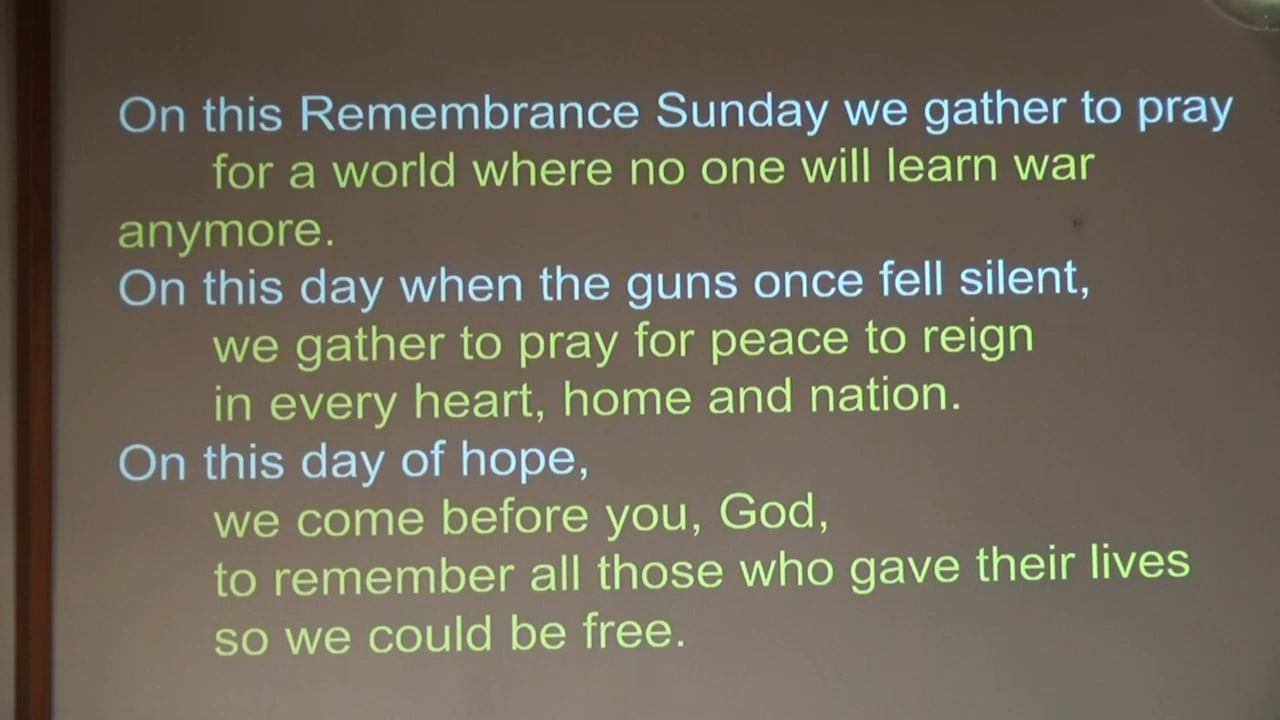 On this Remembrance Sunday we gather to pray
for a world where no one will learn war
anymore.
On this day when the guns once fell silent,
we gather to pray for peace to reign
in every heart, home and nation.
On this day of hope,
we come before you, God,
to remember all those who gave their lives
so we could be free.